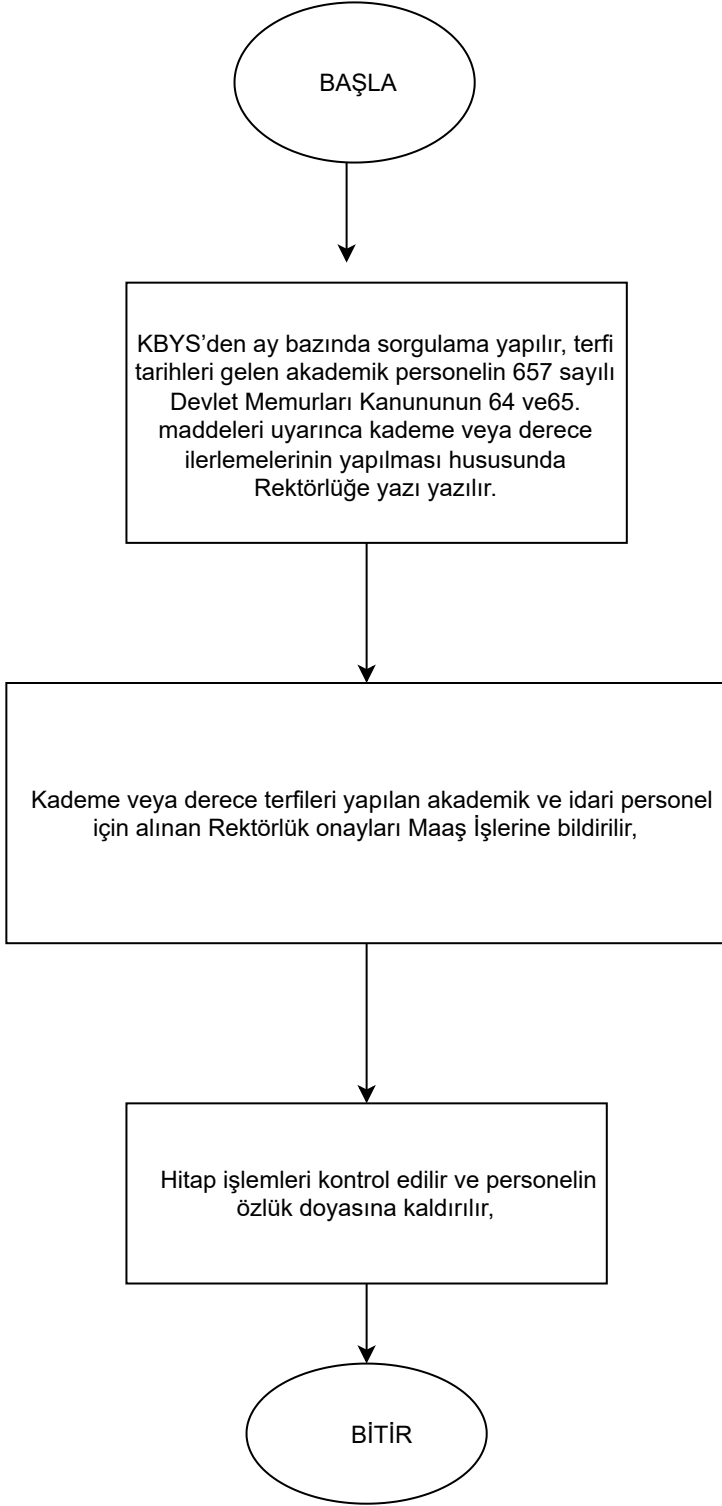 BAŞLA
KBYS’den ay bazında sorgulama yapılır, terfi
tarihleri gelen akademik personelin 657 sayılı
Devlet Memurları Kanununun 64 ve65.
maddeleri uyarınca kademe veya derece
ilerlemelerinin yapılması hususunda
Rektörlüğe yazı yazılır.
Kademe veya derece terfileri yapılan akademik ve idari personel
için alınan Rektörlük onayları Maaş İşlerine bildirilir,
Hitap işlemleri kontrol edilir ve personelin
özlük doyasına kaldırılır,
BİTİR